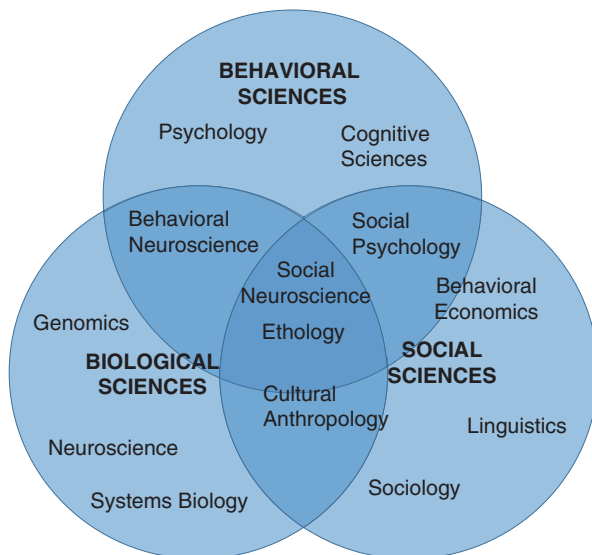 BEHAVIORAL
SCIENCES
Psychology
Cognitive
Sciences
Behavioral
Neuroscience
Social
Psychology
Social
Neuroscience
Ethology
Behavioral
Economics
Genomics
BIOLOGICAL
SCIENCES
SOCIAL
SCIENCES
Cultural
Anthropology
Linguistics
Neuroscience
Sociology
Systems Biology